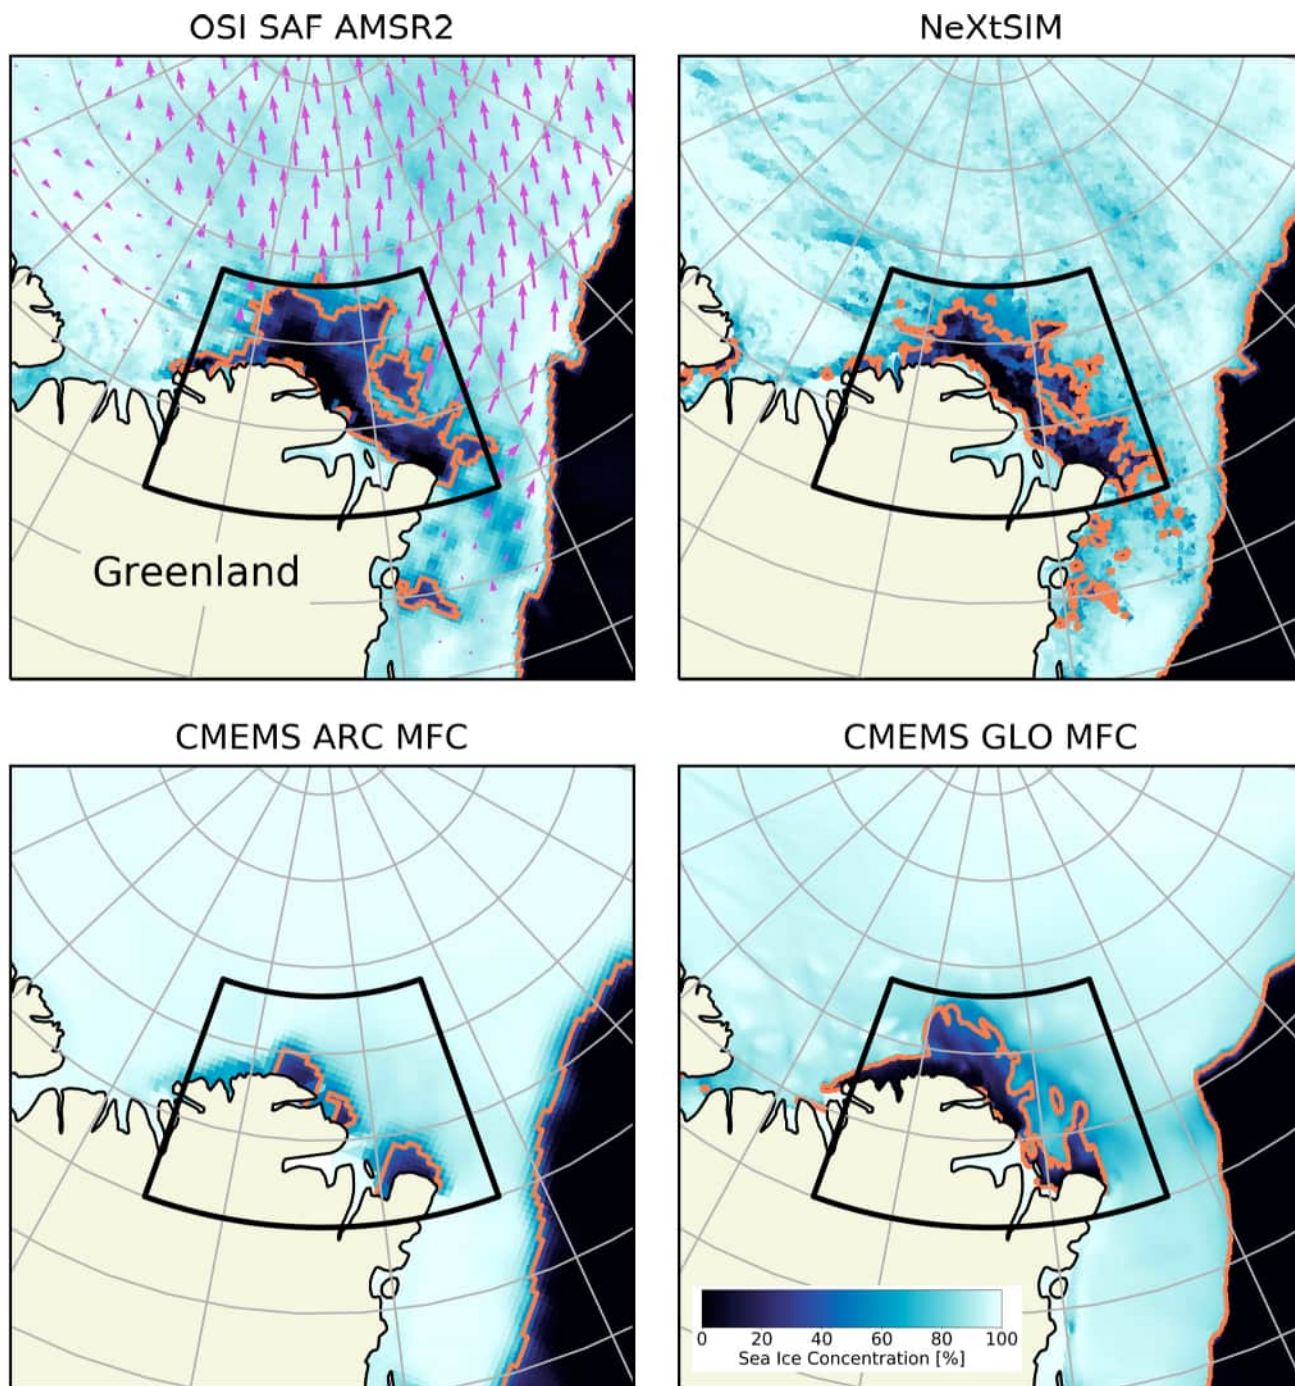 OSI SAF AMSR2
NeXtSIM
Greenland
CMEMS ARC MFC
CMEMS GLO MFC
0 20 40 60 80 100
Sea Ice Concentration [%]